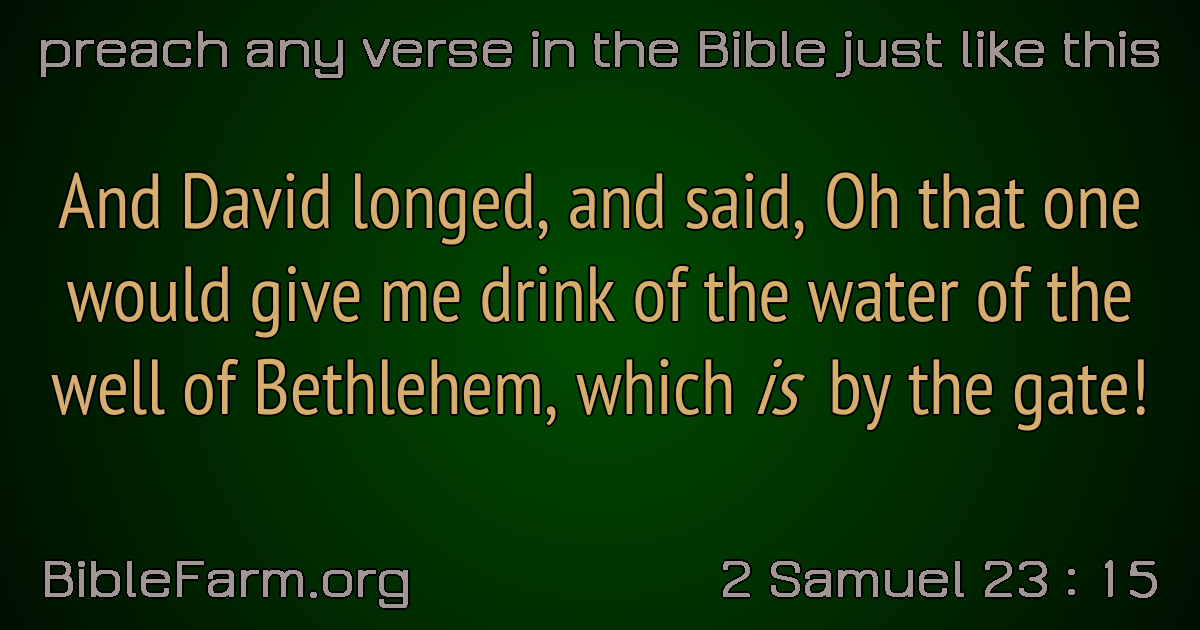 preach any verse in the Bible just like this
And David longed, and said, Oh that one
would give me drink of the water of the
well of Bethlehem, which is by the gate!
BibleFarm.org
2 Samuel 23 : 15